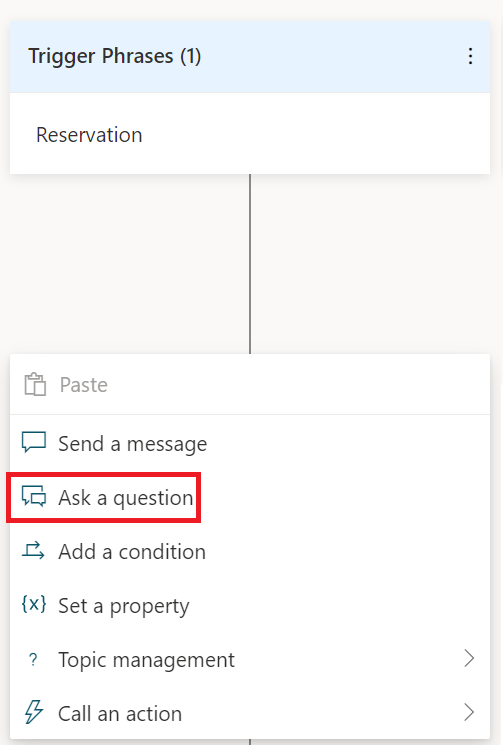 Trigger Phrases (1)
Reservation
Paste
Send a message
Ask a question
Add a condition
{x} Set a property
? Topic management
Call an action